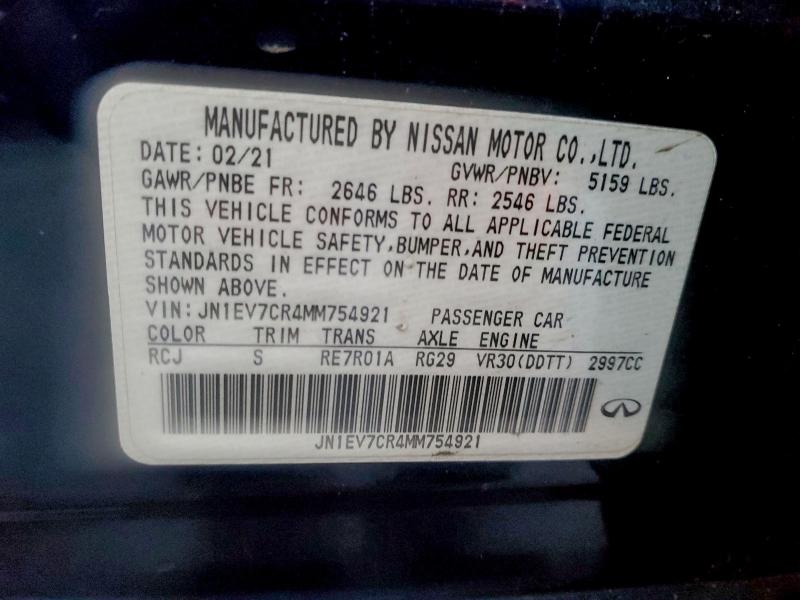 MANUFACTURED BY NISSAN MOTOR CO.,LTD.
DATE: 02/21 GVWR/PNBV: 5159 LBS.
GAWR/PNBE FR: 2646 LBS. RR: 2546 LBS.
THIS VEHICLE CONFORMS TO ALL APPLICABLE FEDERAL
MOTOR VEHICLE SAFETY,BUMPER,AND THEFT PREVENTION
STANDARDS IN EFFECT ON THE DATE OF MANUFACTURE
SHOWN ABOVE.
VIN:JN1EV7CR4MM754921 PASSENGER CAR
COLOR TRIM TRANS AXLE ENGINE
RCJ S RE7R01A RG29 VR30(DDTT) 2997CC
JN1EV7CR4MM754921